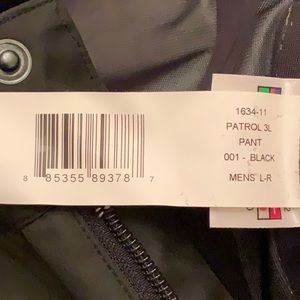 1634-11
PATROL 3L
PANT
001 - BLACK
MENS L-R
8 85355 89378 7